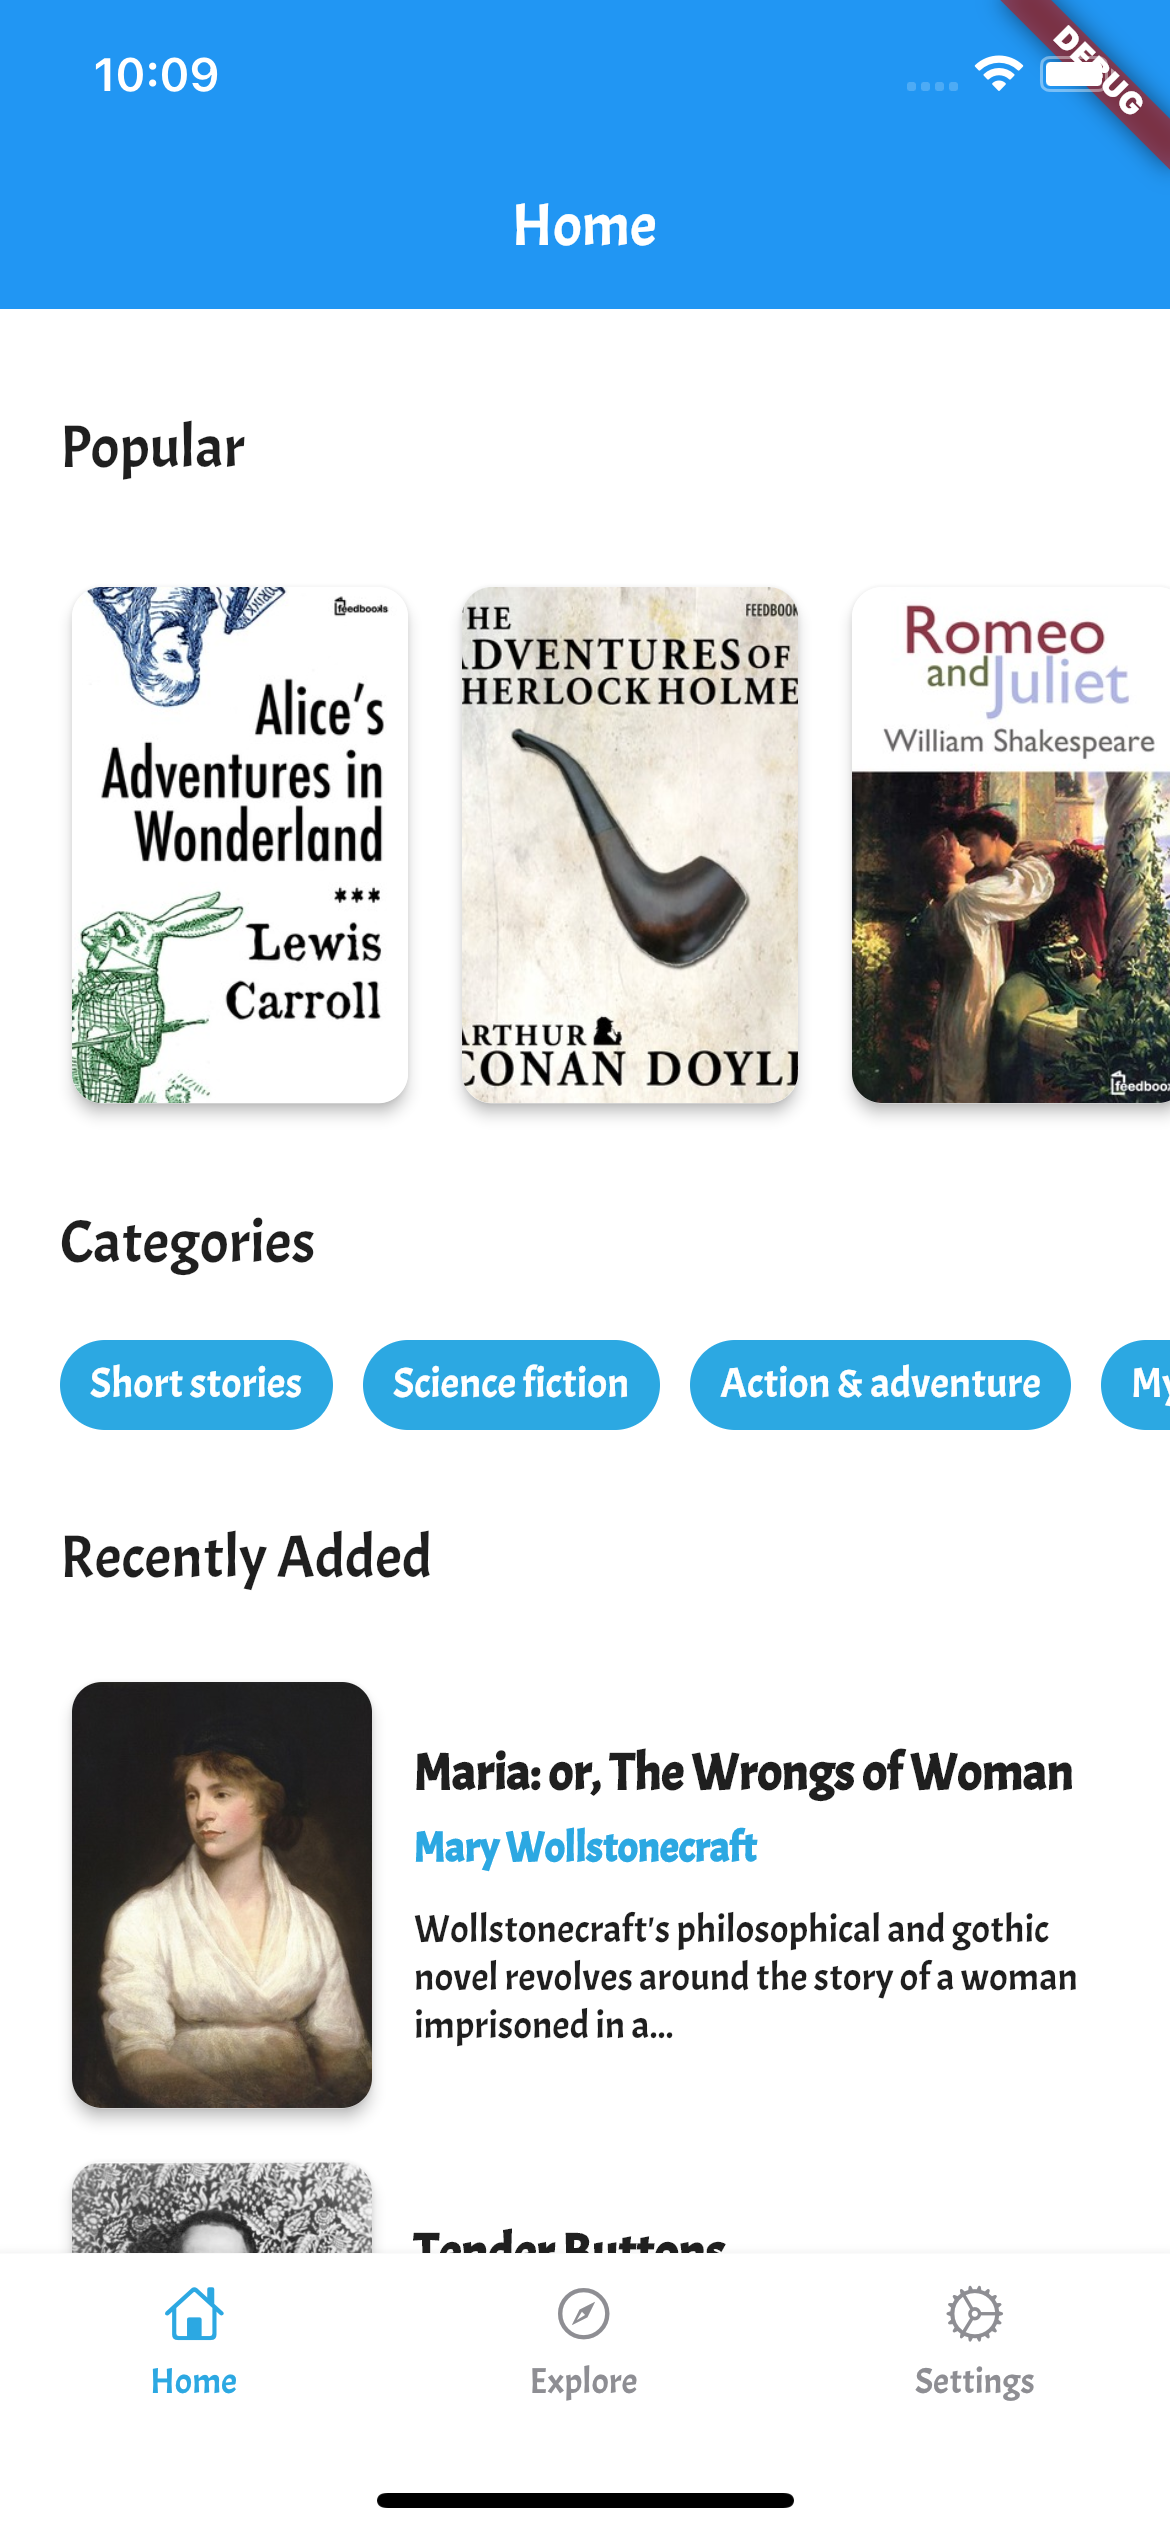 10:09
DEBUG
Home
Popular
DRINK
feedbooks
Alice's
Adventures in
Wonderland
***
Lewis
Carroll
FEEDBOOK
HE
DVENTURES OF
HERLOCK HOLME
ARTHUR
CONAN DOYL
Romeo
and Juliet
William Shakespeare
feedboo
Categories
Short stories
Science fiction
Action & adventure
My
Recently Added
Maria: or, The Wrongs of Woman
Mary Wollstonecraft
Wollstonecraft's philosophical and gothic
novel revolves around the story of a woman
imprisoned in a...
Tender Buttons
Home
Explore
Settings